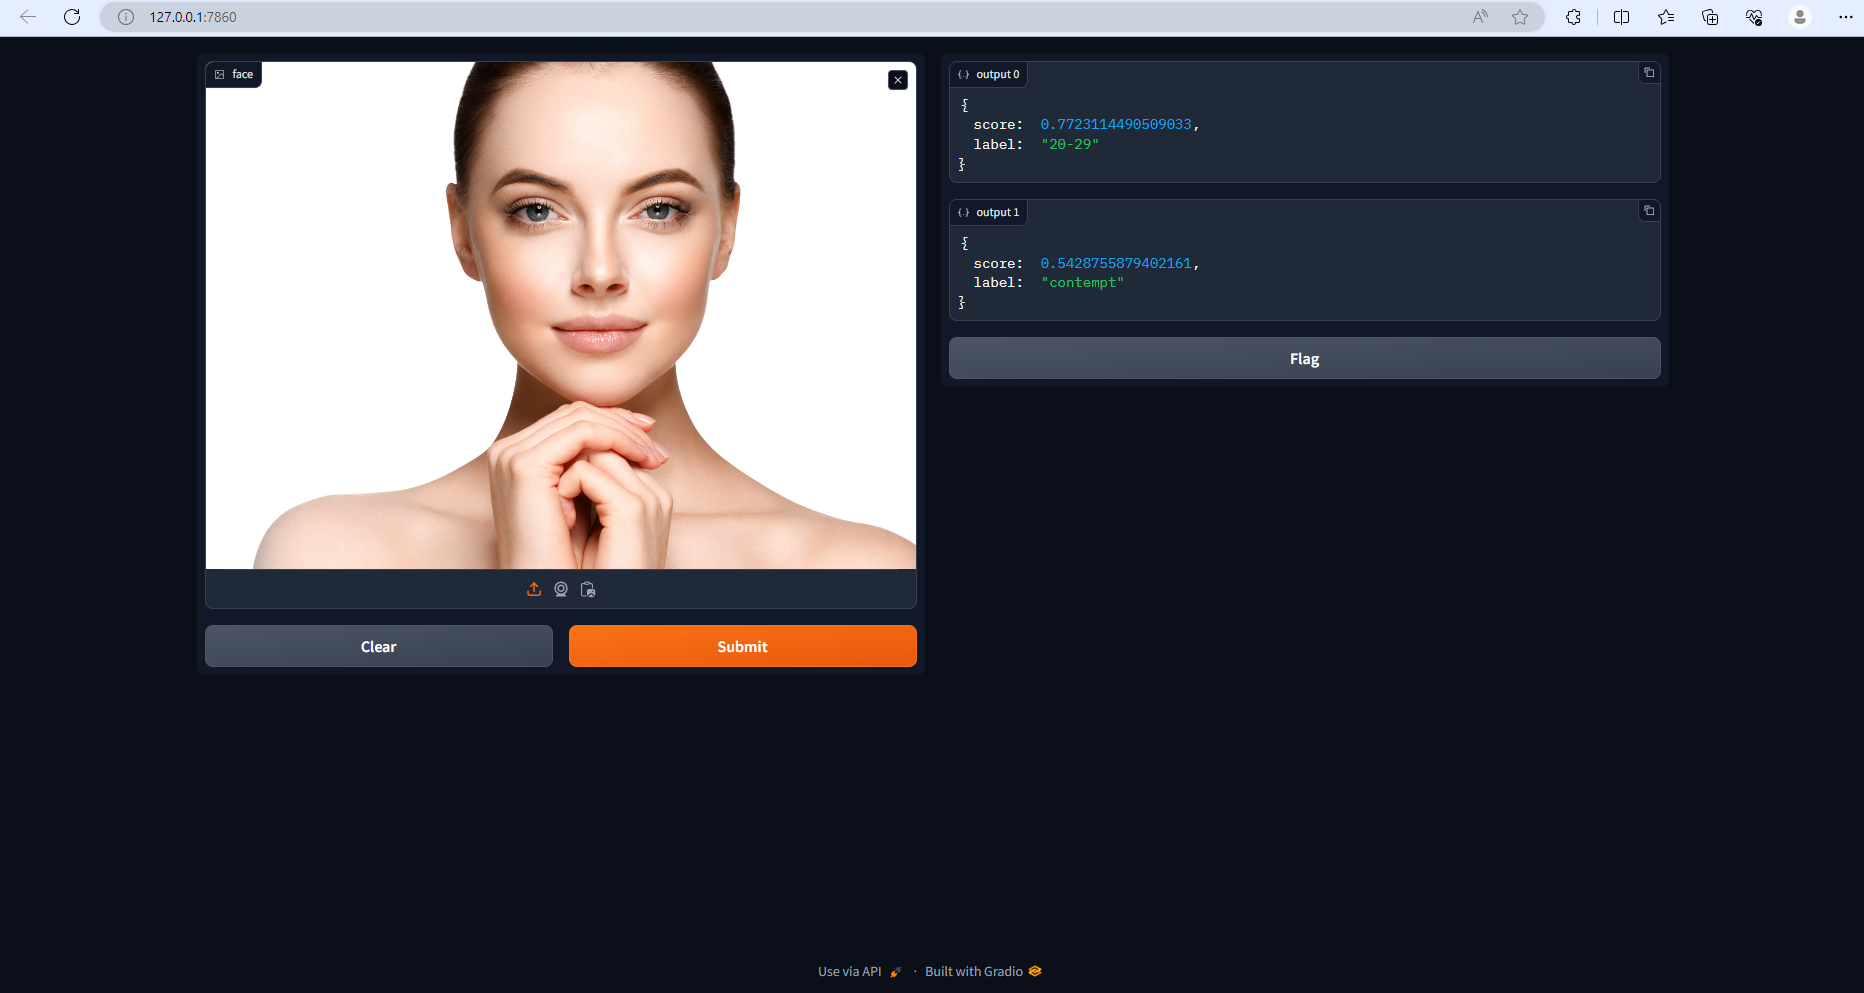 127.0.0.1:7860
face
output 0
{
score: 0.7723114490509033,
label: "20-29"
}
output 1
{
score: 0.5428755879402161,
label: "contempt"
}
Flag
Clear
Submit
Use via API · Built with Gradio